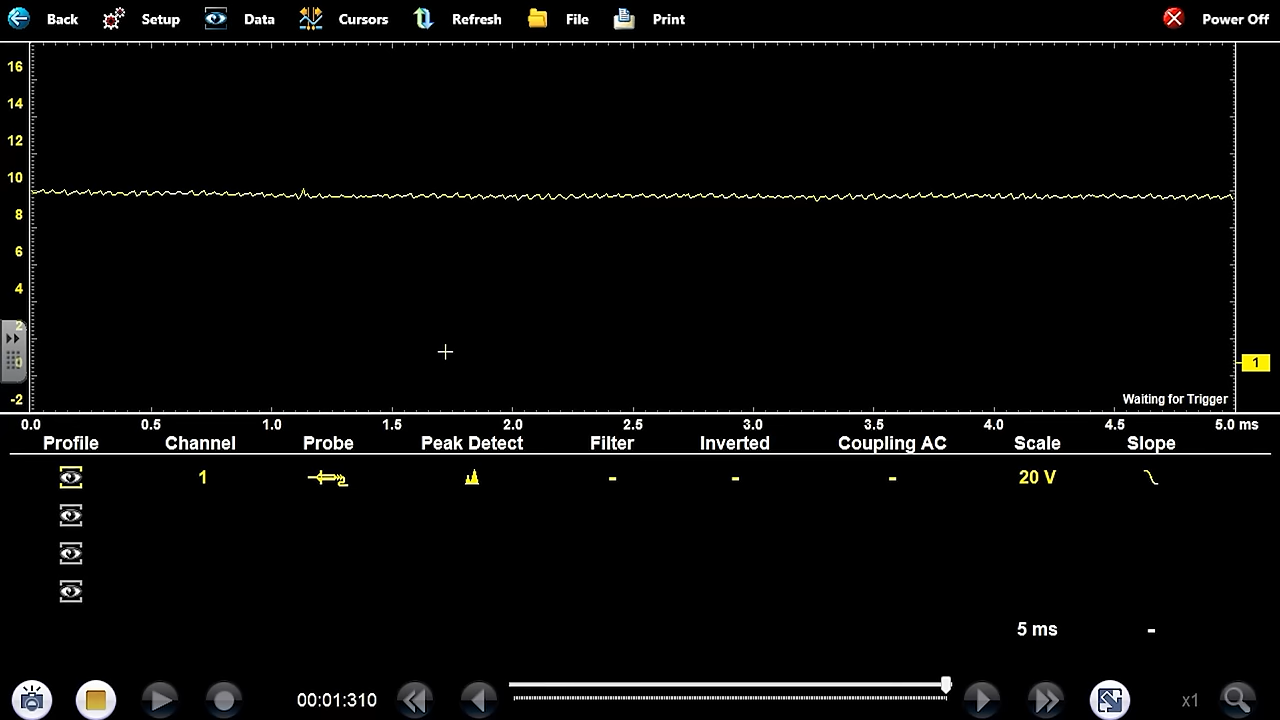 Back Setup Data Cursors Refresh File Print Power Off
16
14
12
10
8
6
4
2
0
1
-2
Waiting for Trigger
0.0 0.5 1.0 1.5 2.0 2.5 3.0 3.5 4.0 4.5 5.0 ms
Profile Channel Probe Peak Detect Filter Inverted Coupling AC Scale Slope
1 - - - 20 V
5 ms -
00:01:310 x1